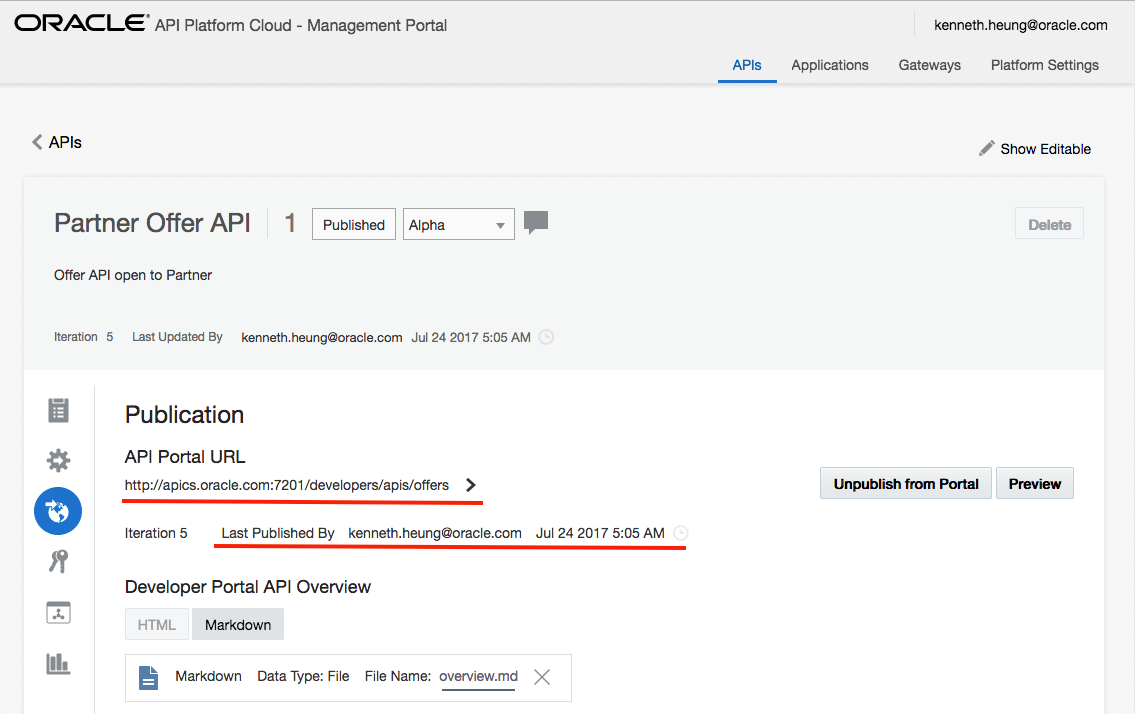 ORACLE® API Platform Cloud - Management Portal
kenneth.heung@oracle.com
APIs Applications Gateways Platform Settings
APIs
Show Editable
Partner Offer API 1 Published Alpha
Delete
Offer API open to Partner
Iteration 5 Last Updated By kenneth.heung@oracle.com Jul 24 2017 5:05 AM
Publication
API Portal URL
http://apics.oracle.com:7201/developers/apis/offers
Unpublish from Portal Preview
Iteration 5 Last Published By kenneth.heung@oracle.com Jul 24 2017 5:05 AM
Developer Portal API Overview
HTML Markdown
Markdown Data Type: File File Name: overview.md